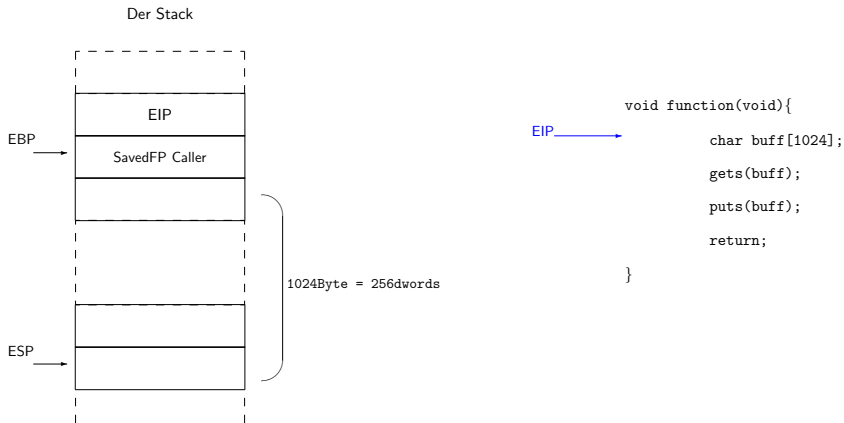 Der Stack
EIP
EBP
SavedFP Caller
1024Byte = 256dwords
ESP
void function(void){
EIP
char buff[1024];
gets(buff);
puts(buff);
return;
}